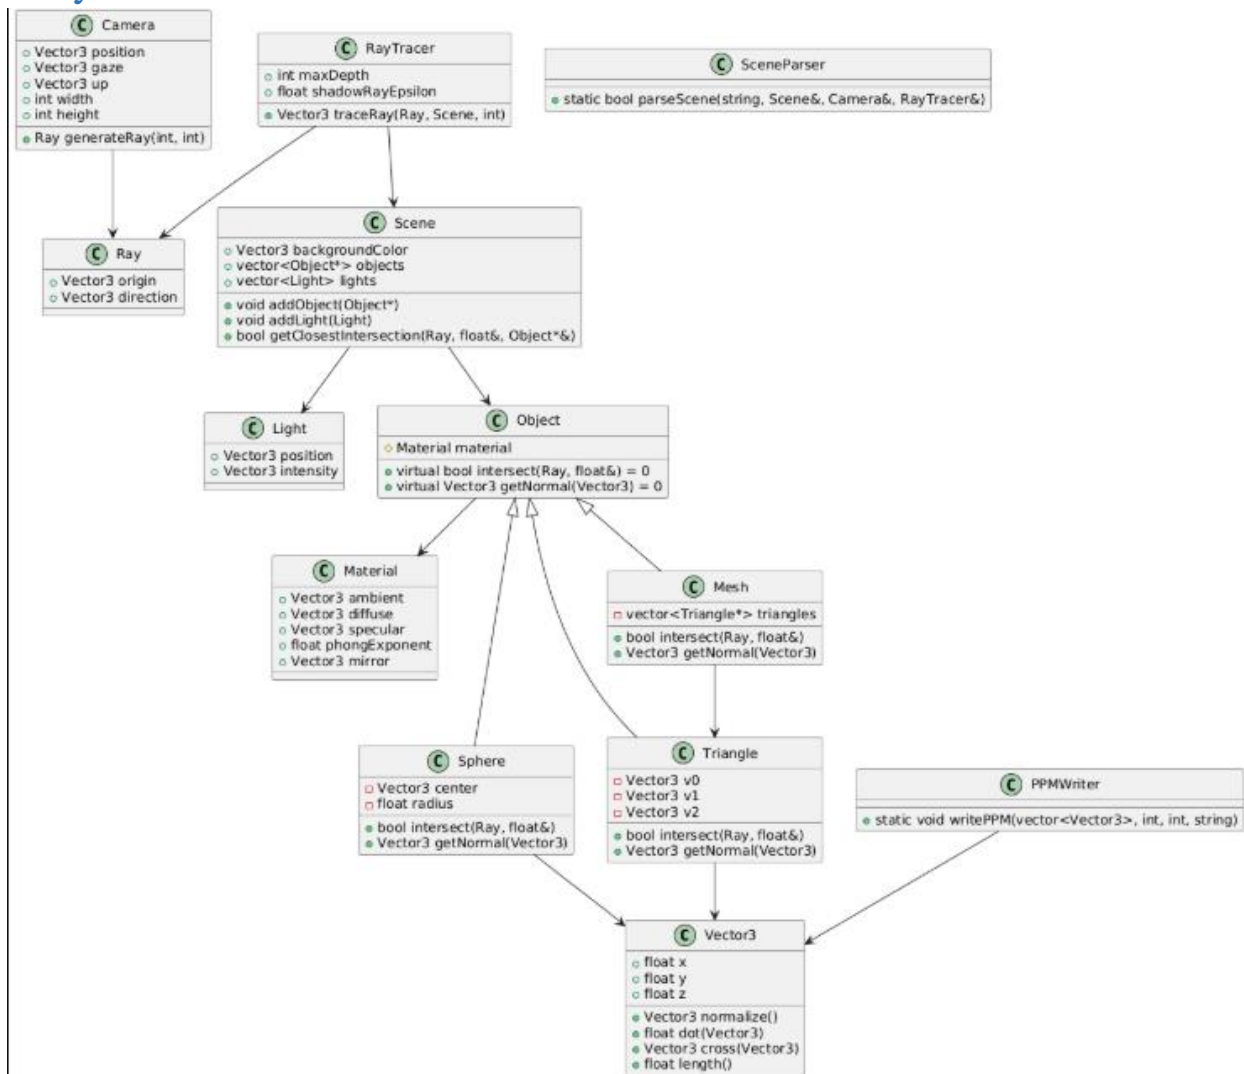 C Camera
Vector3 position
Vector3 gaze
Vector3 up
int width
int height
Ray generateRay(int, int)
C RayTracer
int maxDepth
float shadowRayEpsilon
Vector3 traceRay(Ray, Scene, int)
C SceneParser
static bool parseScene(string, Scene&, Camera&, RayTracer&)
C Ray
Vector3 origin
Vector3 direction
C Scene
Vector3 backgroundColor
vector<Object*> objects
vector<Light> lights
void addObject(Object*)
void addLight(Light)
bool getClosestIntersection(Ray, float&, Object*&)
C Light
Vector3 position
Vector3 intensity
C Object
Material material
virtual bool intersect(Ray, float&) = 0
virtual Vector3 getNormal(Vector3) = 0
C Material
Vector3 ambient
Vector3 diffuse
Vector3 specular
float phongExponent
Vector3 mirror
C Mesh
vector<Triangle*> triangles
bool intersect(Ray, float&)
Vector3 getNormal(Vector3)
C Sphere
Vector3 center
float radius
bool intersect(Ray, float&)
Vector3 getNormal(Vector3)
C Triangle
Vector3 v0
Vector3 v1
Vector3 v2
bool intersect(Ray, float&)
Vector3 getNormal(Vector3)
C PPMWriter
static void writePPM(vector<Vector3>, int, int, string)
C Vector3
float x
float y
float z
Vector3 normalize()
float dot(Vector3)
Vector3 cross(Vector3)
float length()